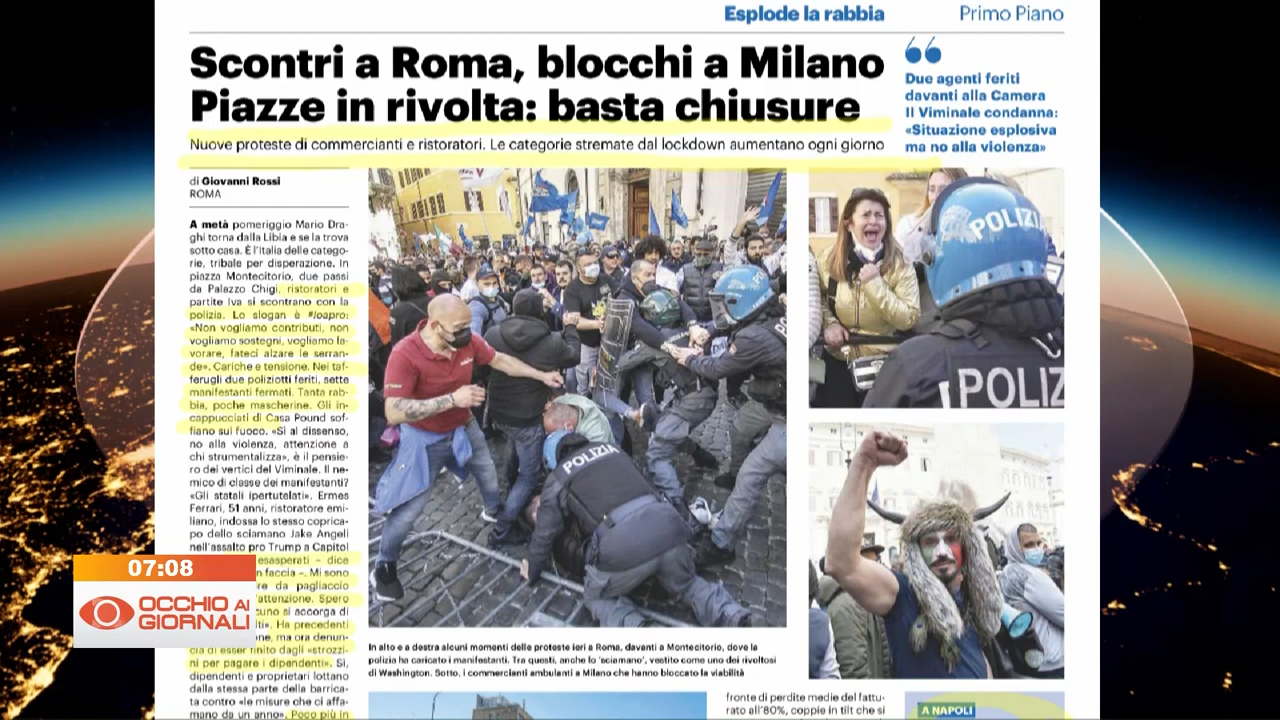 Esplode la rabbia
Primo Piano
Scontri a Roma, blocchi a Milano
Piazze in rivolta: basta chiusure
Nuove proteste di commercianti e ristoratori. Le categorie stremate dal lockdown aumentano ogni giorno
Due agenti feriti
davanti alla Camera
Il Viminale condanna:
«Situazione esplosiva
ma no alla violenza»
di Giovanni Rossi
ROMA
A metà pomeriggio Mario Dra-
ghi torna dalla Libia e se la trova
sotto casa. È l'Italia delle catego-
rie, tribale per disperazione. In
piazza Montecitorio, due passi
da Palazzo Chigi, ristoratori e
partite Iva si scontrano con la
polizia. Lo slogan è #ioapro:
«Non vogliamo contributi, non
vogliamo sostegni, vogliamo la-
vorare, fateci alzare le serran-
de». Cariche e tensione. Nei taf-
ferugli due poliziotti feriti, sette
manifestanti fermati. Tanta rab-
bia, poche mascherine. Gli in-
cappucciati di Casa Pound sof-
fiano sul fuoco. «Sì al dissenso,
no alla violenza, attenzione a
chi strumentalizza», è il pensie-
ro dei vertici del Viminale. Il ne-
mico di classe dei manifestanti?
«Gli statali ipertutelati». Ermes
Ferrari, 51 anni, ristoratore emi-
liano, indossa lo stesso coprica-
po dello sciamano Jake Angeli
nell'assalto pro Trump a Capitol
esasperati – dice
n faccia –. Mi sono
re da pagliaccio
'attenzione. Spero
cuno si accorga di
ti». Ha precedenti
ne, ma ora denun-
cia di esser finito dagli «strozzi-
ni per pagare i dipendenti». Sì,
dipendenti e proprietari lottano
dalla stessa parte della barrica-
ta contro «le misure che ci affa-
mano da un anno». Poco più in
POLIZIA
POLIZIA
POLIZ
In alto e a destra alcuni momenti delle proteste ieri a Roma, davanti a Montecitorio, dove la
polizia ha caricato i manifestanti. Tra questi, anche lo 'sciamano', vestito come uno dei rivoltosi
di Washington. Sotto, i commercianti ambulanti a Milano che hanno bloccato la viabilità
fronte di perdite medie del fattu-
rato all'80%, coppie in tilt che si
A NAPOLI
07:08
OCCHIO AI
GIORNALI